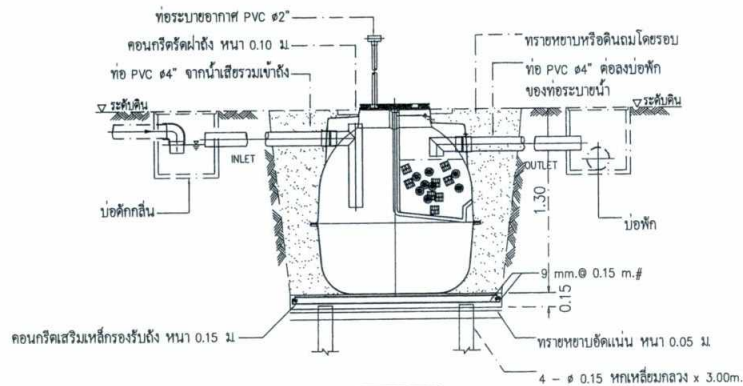 ท่อระบายอากาศ PVC ø2"
คอนกรีตรัดฝาถัง หนา 0.10 ม.
ท่อ PVC ø4" จากน้ำเสียรวมเข้าถัง
ทรายหยาบหรือดินถมโดยรอบ
ท่อ PVC ø4" ต่อลงบ่อพัก
ของท่อระบายน้ำ
ระดับดิน
ระดับดิน
INLET
OUTLET
บ่อดักกลิ่น
บ่อพัก
1.30
9 mm.@ 0.15 m.#
0.15
คอนกรีตเสริมเหล็กรองรับถัง หนา 0.15 ม.
ทรายหยาบอัดแน่น หนา 0.05 ม.
4 - ø 0.15 หกเหลี่ยมกลวง x 3.00m.